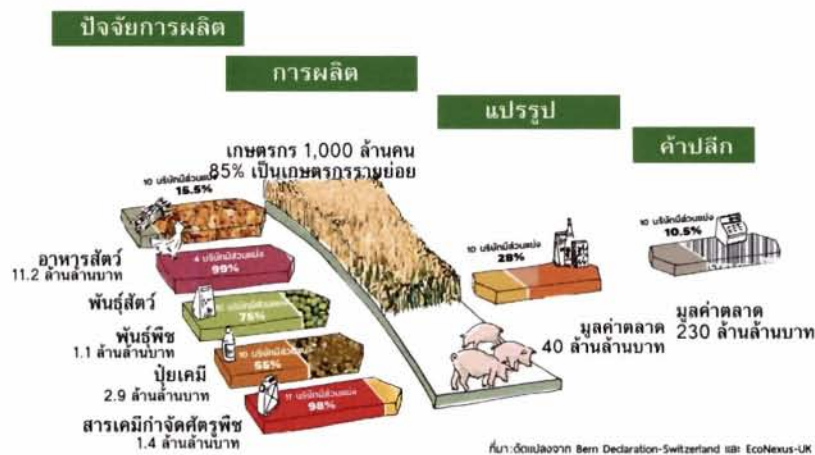 ปัจจัยการผลิต
การผลิต
แปรรูป
ค้าปลีก
เกษตรกร 1,000 ล้านคน
85% เป็นเกษตรกรรายย่อย
10 บริษัทมีส่วนแบ่ง
15.5%
อาหารสัตว์
11.2 ล้านล้านบาท
4 บริษัทมีส่วนแบ่ง
99%
พันธุ์สัตว์
บริษัทมีส่วนแบ่ง
75%
พันธุ์พืช
1.1 ล้านล้านบาท
10 บริษัทมีส่วนแบ่ง
55%
ปุ๋ยเคมี
2.9 ล้านล้านบาท
11 บริษัทมีส่วนแบ่ง
98%
สารเคมีกำจัดศัตรูพืช
1.4 ล้านล้านบาท
10 บริษัทมีส่วนแบ่ง
28%
มูลค่าตลาด
40 ล้านล้านบาท
10 บริษัทมีส่วนแบ่ง
10.5%
มูลค่าตลาด
230 ล้านล้านบาท
ที่มา:ดัดแปลงจาก Bern Declaration-Switzerland และ EcoNexus-UK